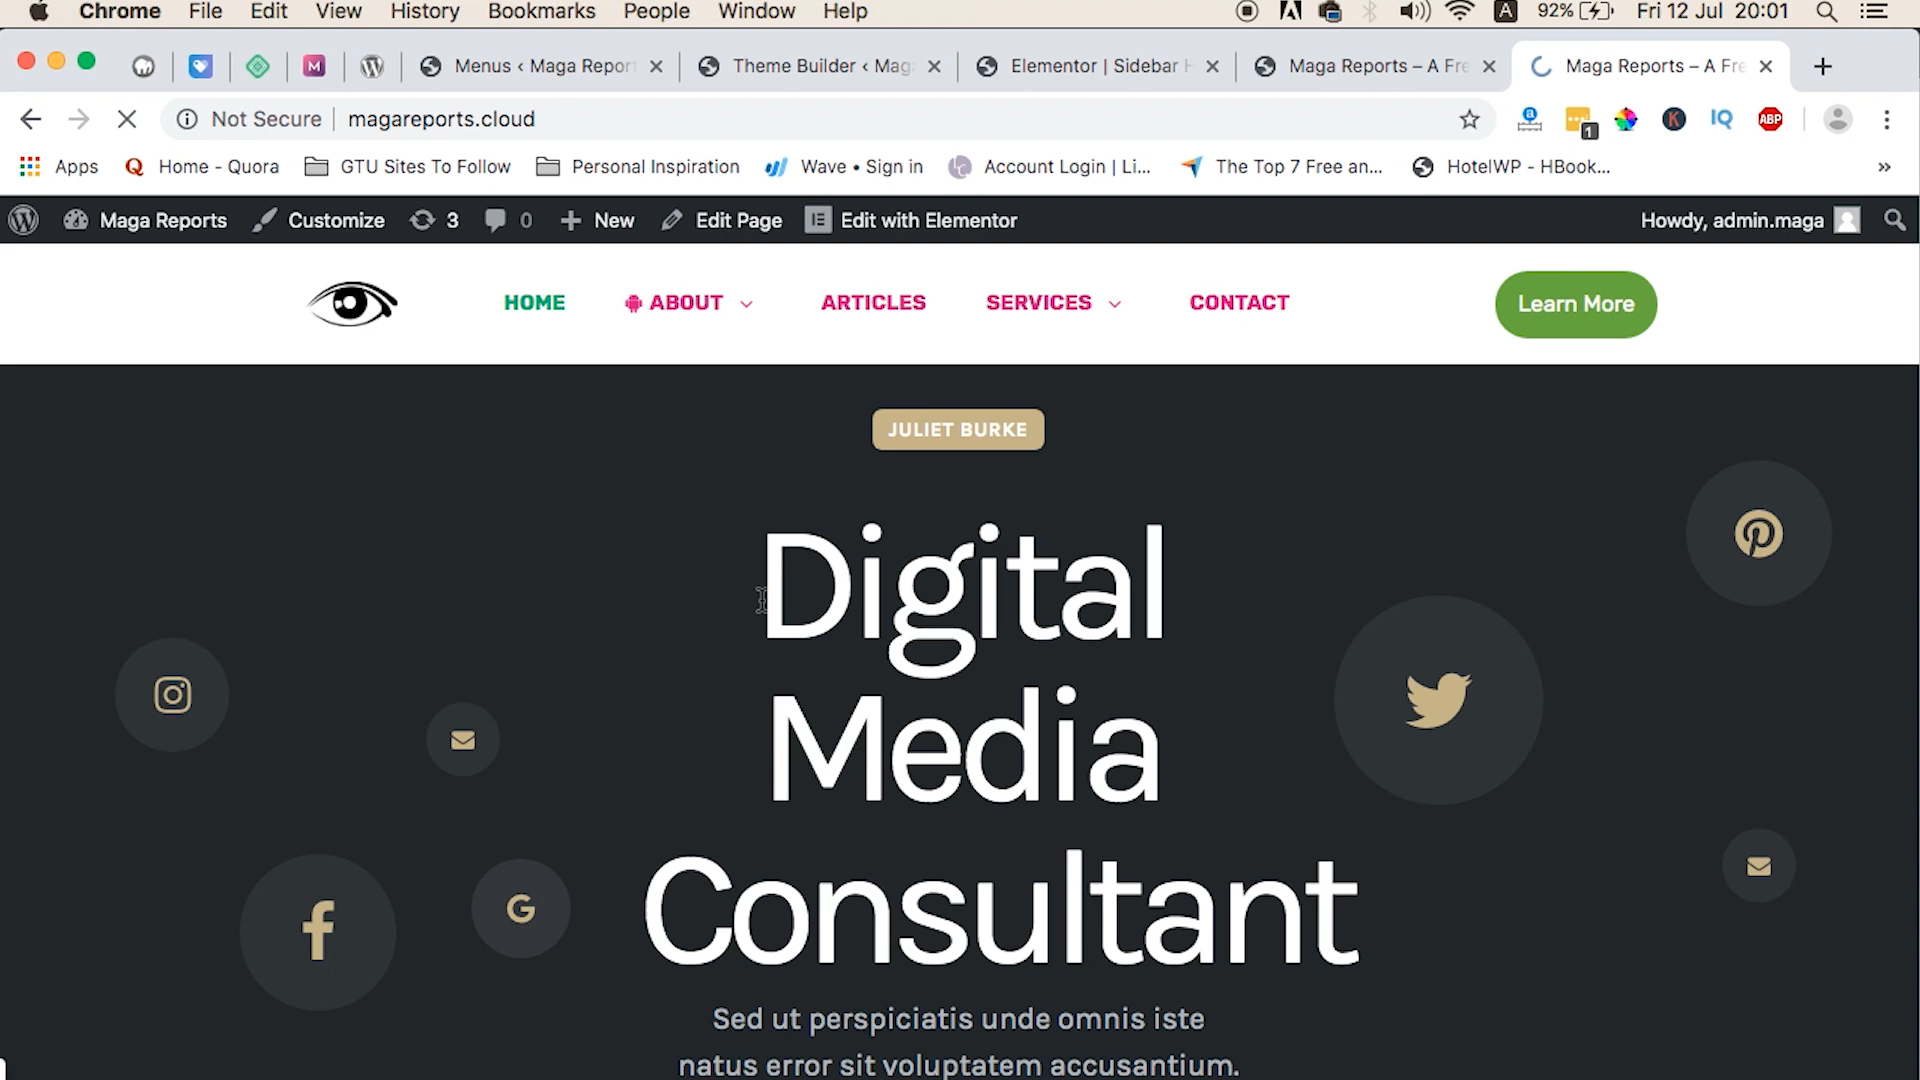 Chrome File Edit View History Bookmarks People Window Help A 92% Fri 12 Jul 20:01
M Menus ‹ Maga Repor Theme Builder ‹ Mag Elementor | Sidebar H Maga Reports – A Fre Maga Reports – A Fre
Not Secure magareports.cloud a 1 K IQ ABP
Apps Q Home - Quora GTU Sites To Follow Personal Inspiration Wave • Sign in Account Login | Li... The Top 7 Free an... HotelWP - HBook... »
Maga Reports Customize 3 0 New Edit Page Edit with Elementor Howdy, admin.maga
HOME ABOUT ARTICLES SERVICES CONTACT Learn More
JULIET BURKE
Digital
Media
Consultant
Sed ut perspiciatis unde omnis iste
natus error sit voluptatem accusantium.